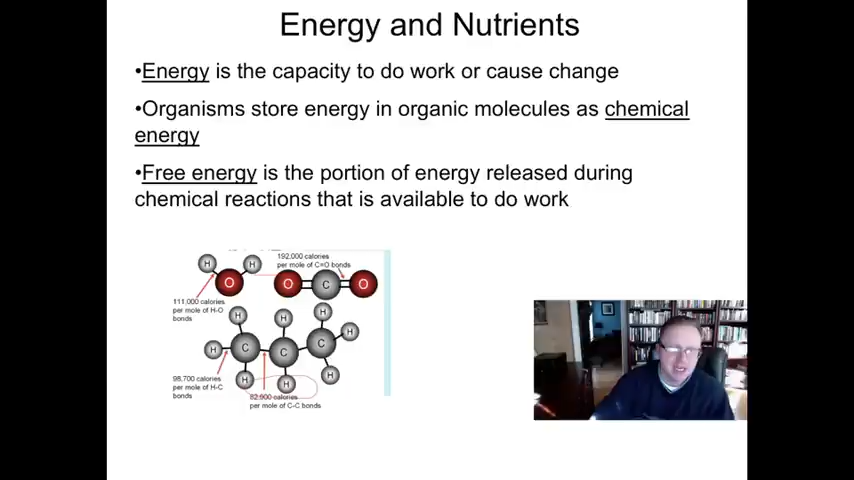 Energy and Nutrients
•Energy is the capacity to do work or cause change
•Organisms store energy in organic molecules as chemical
energy
•Free energy is the portion of energy released during
chemical reactions that is available to do work
192,000 calories
per mole of C=O bonds
H
H
O
O
C
O
111,000 calories
per mole of H-O
bonds
H
H
H
H
H
C
C
C
98,700 calories
per mole of H-C
bonds
H
H
H
82,900 calories
per mole of C-C bonds